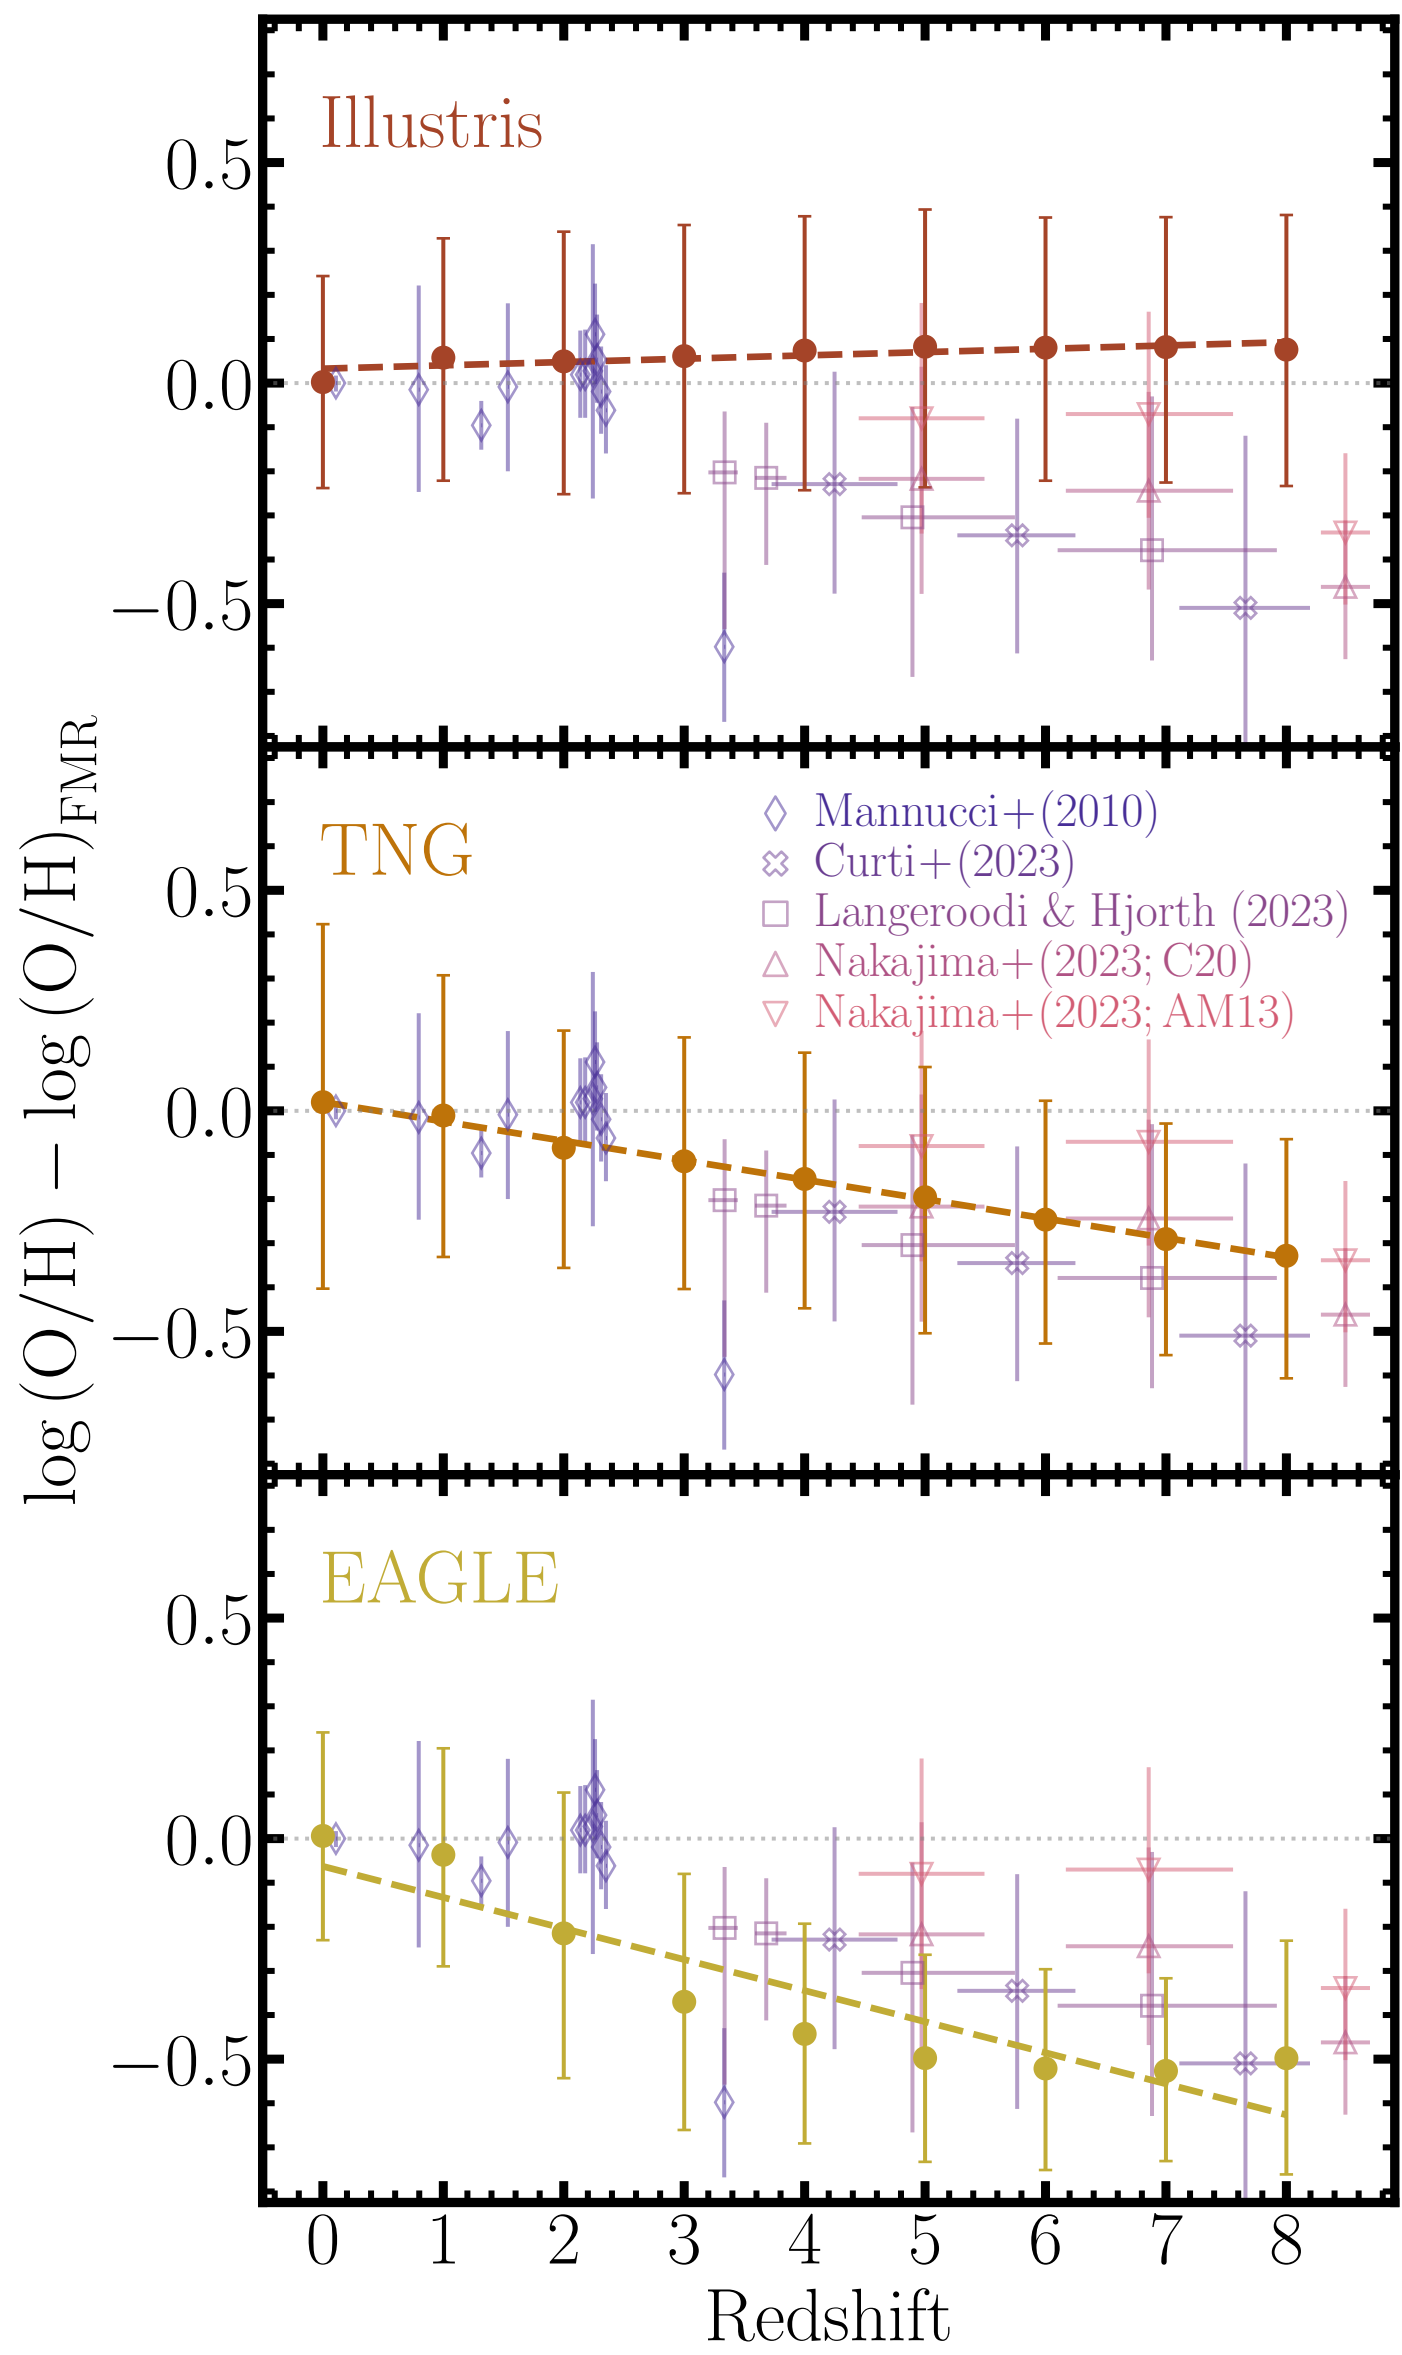 Illustris
0.5
0.0
−0.5
log (O/H) − log (O/H)FMR
TNG
Mannucci+(2010)
Curti+(2023)
Langeroodi & Hjorth (2023)
Nakajima+(2023; C20)
Nakajima+(2023; AM13)
0.5
0.0
−0.5
EAGLE
0.5
0.0
−0.5
0 1 2 3 4 5 6 7 8
Redshift